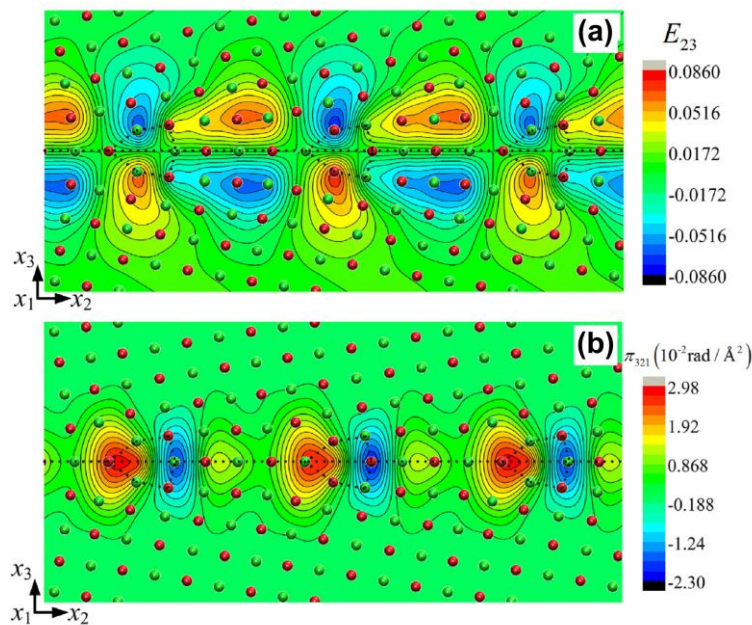 (a)
E₂₃
0.0860
0.0516
0.0172
-0.0172
-0.0516
-0.0860
x₃
x₁ x₂
(b)
π₃₂₁(10⁻²rad / Å²)
2.98
1.92
0.868
-0.188
-1.24
-2.30
x₃
x₁ x₂